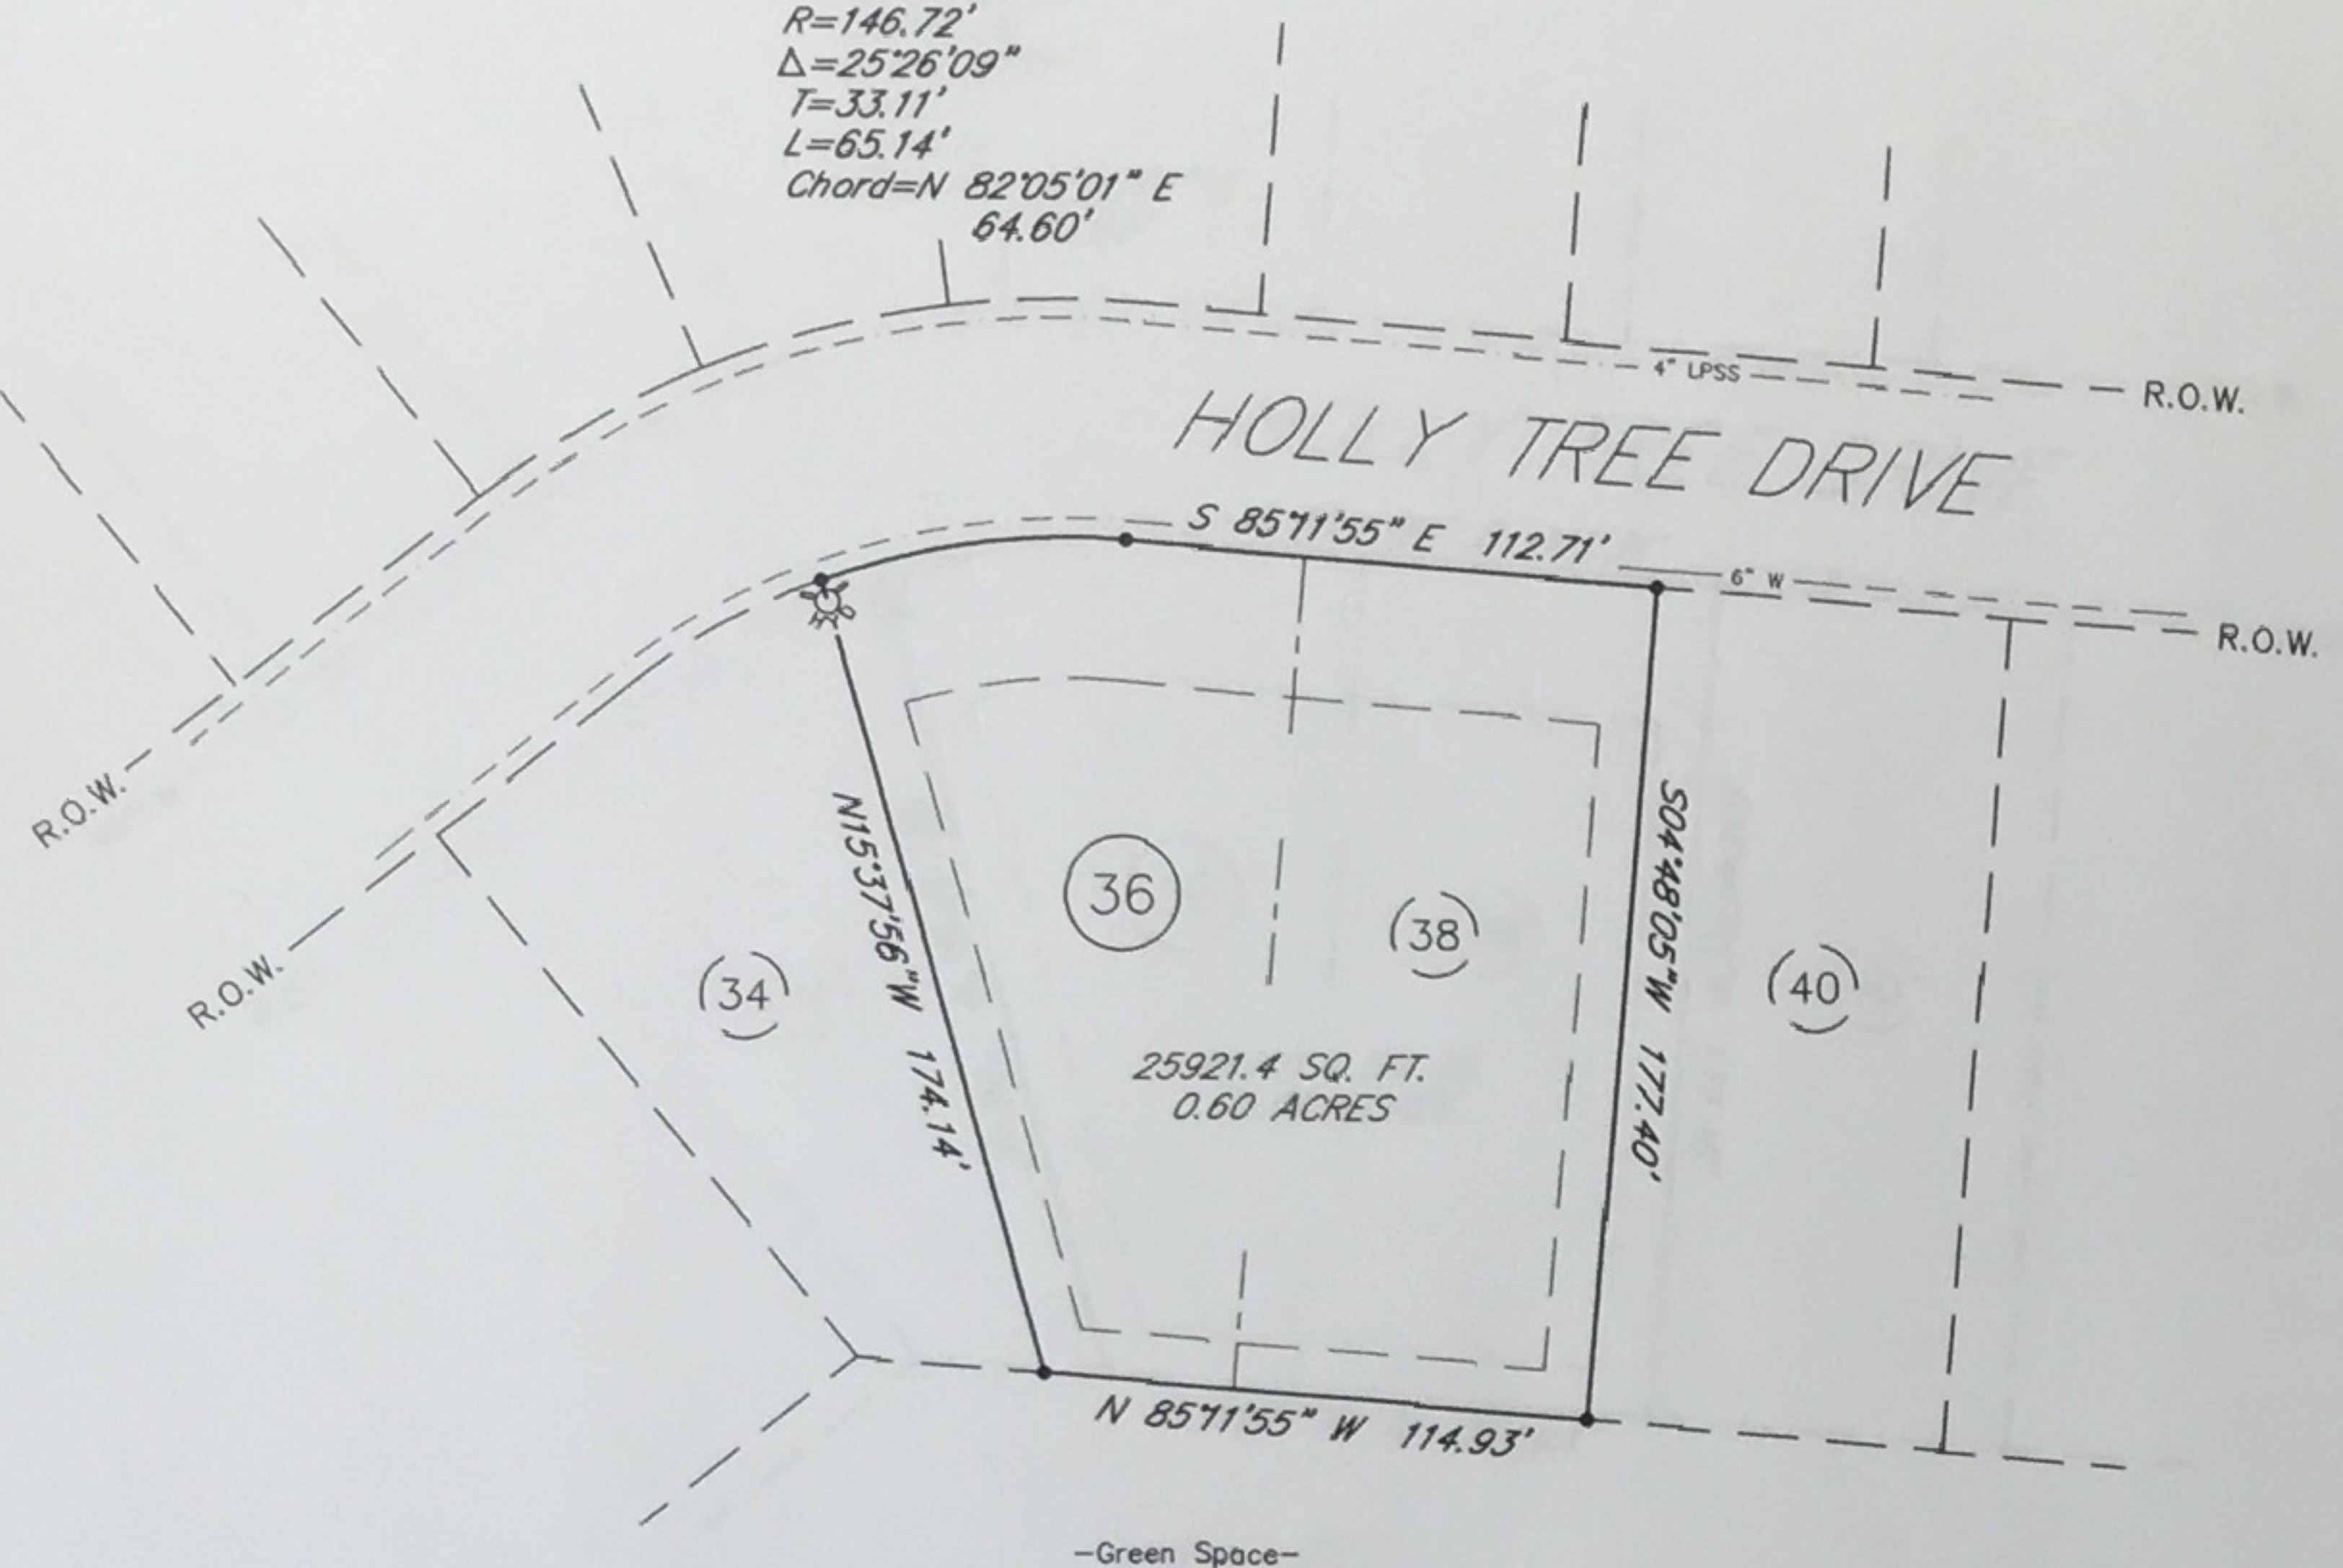 R=146.72'
Δ=25°26'09"
T=33.11'
L=65.14'
Chord=N 82°05'01" E
64.60'
4" LPSS
R.O.W.
HOLLY TREE DRIVE
S 85°11'55" E 112.71'
6" W
R.O.W.
R.O.W.
R.O.W.
N15°37'56"W 174.14'
S04°48'05"W 177.40'
36
38
34
40
25921.4 SQ. FT.
0.60 ACRES
HY
N 85°11'55" W 114.93'
-Green Space-